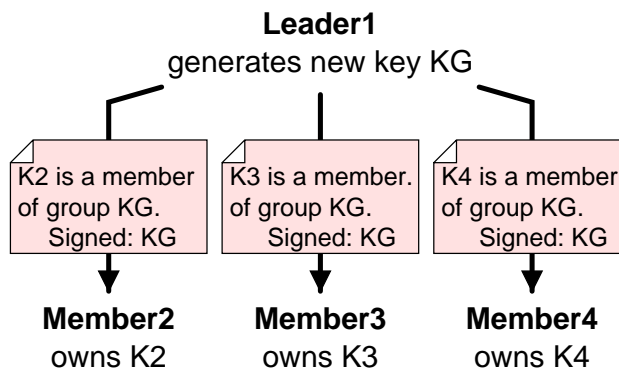 Leader1
generates new key KG
K2 is a member
of group KG.
Signed: KG
K3 is a member.
of group KG.
Signed: KG
K4 is a member
of group KG.
Signed: KG
Member2
owns K2
Member3
owns K3
Member4
owns K4